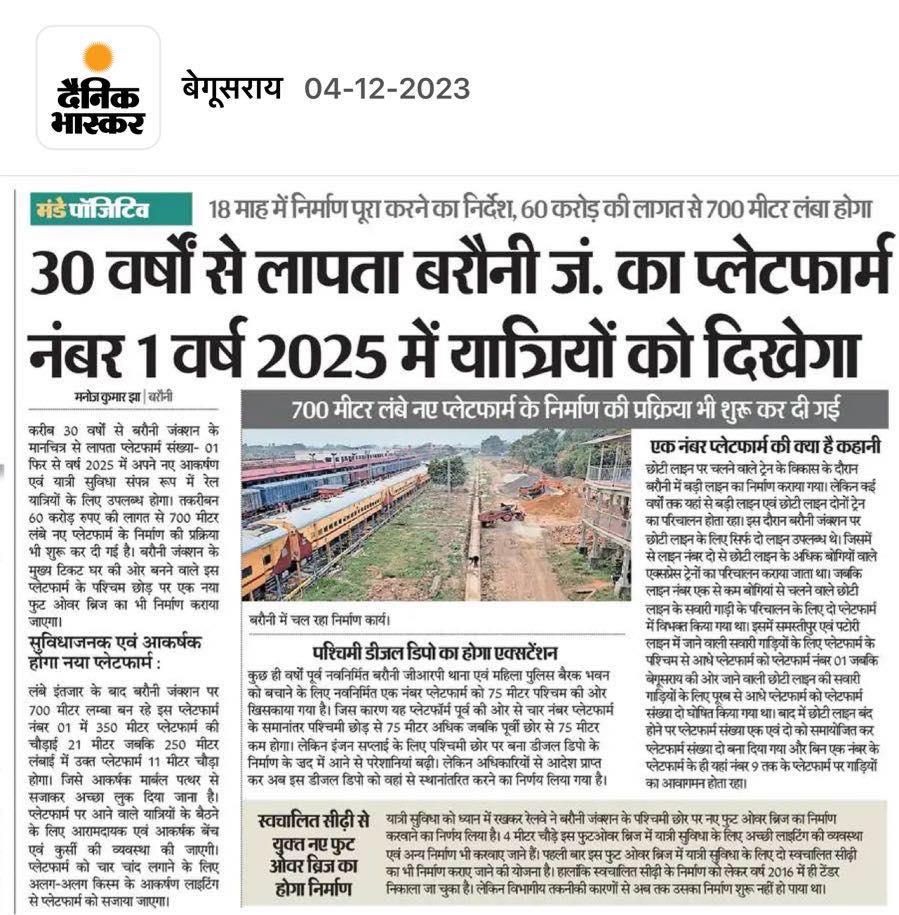 दैनिक
भास्कर
बेगूसराय 04-12-2023
मंडे पॉजिटिव
18 माह में निर्माण पूरा करने का निर्देश, 60 करोड़ की लागत से 700 मीटर लंबा होगा
30 वर्षों से लापता बरौनी जं. का प्लेटफार्म
नंबर 1 वर्ष 2025 में यात्रियों को दिखेगा
मनोज कुमार झा | बरौनी
करीब 30 वर्षों से बरौनी जंक्शन के
मानचित्र से लापता प्लेटफार्म संख्या- 01
फिर से वर्ष 2025 में अपने नए आकर्षण
एवं यात्री सुविधा संपन्न रूप में रेल
यात्रियों के लिए उपलब्ध होगा। तकरीबन
60 करोड़ रुपए की लागत से 700 मीटर
लंबे नए प्लेटफार्म के निर्माण की प्रक्रिया
भी शुरू कर दी गई है। बरौनी जंक्शन के
मुख्य टिकट घर की ओर बनने वाले इस
प्लेटफार्म के पश्चिम छोड़ पर एक नया
फुट ओवर ब्रिज का भी निर्माण कराया
जाएगा।
सुविधाजनक एवं आकर्षक
होगा नया प्लेटफार्म :
लंबे इंतजार के बाद बरौनी जंक्शन पर
700 मीटर लम्बा बन रहे इस प्लेटफार्म
नंबर 01 में 350 मीटर प्लेटफार्म की
चौड़ाई 21 मीटर जबकि 250 मीटर
लंबाई में उक्त प्लेटफार्म 11 मीटर चौड़ा
होगा। जिसे आकर्षक मार्बल पत्थर से
सजाकर अच्छा लुक दिया जाना है।
प्लेटफार्म पर आने वाले यात्रियों के बैठने
के लिए आरामदायक एवं आकर्षक बेंच
एवं कुर्सी की व्यवस्था की जाएगी।
प्लेटफार्म को चार चांद लगाने के लिए
अलग-अलग किस्म के आकर्षण लाइटिंग
से प्लेटफार्म को सजाया जाएगा।
700 मीटर लंबे नए प्लेटफार्म के निर्माण की प्रक्रिया भी शुरू कर दी गई
बरौनी में चल रहा निर्माण कार्य।
पश्चिमी डीजल डिपो का होगा एक्सटेंशन
कुछ ही वर्षों पूर्व नवनिर्मित बरौनी जीआरपी थाना एवं महिला पुलिस बैरक भवन
को बचाने के लिए नवनिर्मित एक नंबर प्लेटफार्म को 75 मीटर पश्चिम की ओर
खिसकाया गया है। जिस कारण यह प्लेटफॉर्म पूर्व की ओर से चार नंबर प्लेटफार्म
के समानांतर पश्चिमी छोड़ से 75 मीटर अधिक जबकि पूर्वी छोर से 75 मीटर
कम होगा। लेकिन इंजन सप्लाई के लिए पश्चिमी छोर पर बना डीजल डिपो के
निर्माण के जद में आने से परेशानियां बढ़ी। लेकिन अधिकारियों से आदेश प्राप्त
कर अब इस डीजल डिपो को वहां से स्थानांतरित करने का निर्णय लिया गया है।
एक नंबर प्लेटफार्म की क्या है कहानी
छोटी लाइन पर चलने वाले ट्रेन के विकास के दौरान
बरौनी में बड़ी लाइन का निर्माण कराया गया। लेकिन कई
वर्षों तक यहां से बड़ी लाइन एवं छोटी लाइन दोनों ट्रेन
का परिचालन होता रहा। इस दौरान बरौनी जंक्शन पर
छोटी लाइन के लिए सिर्फ दो लाइन उपलब्ध थे। जिसमें
से लाइन नंबर दो से छोटी लाइन के अधिक बोगियों वाले
एक्सप्रेस ट्रेनों का परिचालन कराया जाता था। जबकि
लाइन नंबर एक से कम बोगियां से चलने वाले छोटी
लाइन के सवारी गाड़ी के परिचालन के लिए दो प्लेटफार्म
में विभक्त किया गया था। इसमें समस्तीपुर एवं पटोरी
लाइन में जाने वाली सवारी गाड़ियों के लिए प्लेटफार्म के
पश्चिम से आधे प्लेटफार्म को प्लेटफार्म नंबर 01 जबकि
बेगूसराय की ओर जाने वाली छोटी लाइन की सवारी
गाड़ियों के लिए पूरब से आधे प्लेटफार्म को प्लेटफार्म
संख्या दो घोषित किया गया था। बाद में छोटी लाइन बंद
होने पर प्लेटफार्म संख्या एक एवं दो को समायोजित कर
प्लेटफार्म संख्या दो बना दिया गया और बिन एक नंबर के
प्लेटफार्म के ही यहां नंबर 9 तक के प्लेटफार्म पर गाड़ियों
का आवागमन होता रहा।
स्वचालित सीढ़ी से
युक्त नए फुट
ओवर ब्रिज का
होगा निर्माण
यात्री सुविधा को ध्यान में रखकर रेलवे ने बरौनी जंक्शन के पश्चिमी छोर पर नए फुट ओवर ब्रिज का निर्माण
करवाने का निर्णय लिया है। 4 मीटर चौड़े इस फुटओवर ब्रिज में यात्री सुविधा के लिए अच्छी लाइटिंग की व्यवस्था
एवं अन्य निर्माण भी करवाए जाने हैं। पहली बार इस फुट ओवर ब्रिज में यात्री सुविधा के लिए दो स्वचालित सीढ़ी
का भी निर्माण कराए जाने की योजना है। हालांकि स्वचालित सीढ़ी के निर्माण को लेकर वर्ष 2016 में ही टेंडर
निकाला जा चुका है। लेकिन विभागीय तकनीकी कारणों से अब तक उसका निर्माण शुरू नहीं हो पाया था।